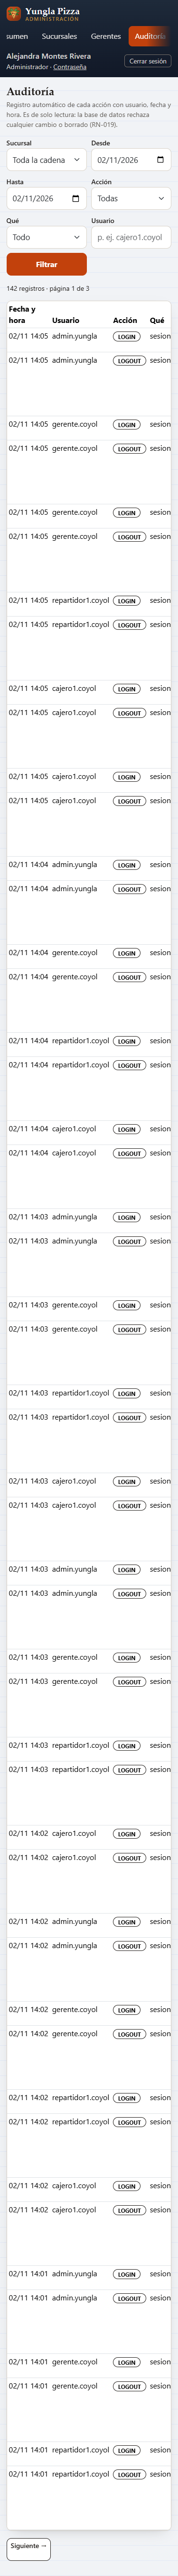 Yungla Pizza
ADMINISTRACIÓN
sumen Sucursales Gerentes Auditoría
Alejandra Montes Rivera
Administrador · Contraseña
Cerrar sesión
Auditoría
Registro automático de cada acción con usuario, fecha y
hora. Es de solo lectura: la base de datos rechaza
cualquier cambio o borrado (RN-019).
Sucursal Desde
Toda la cadena 02/11/2026
Hasta Acción
02/11/2026 Todas
Qué Usuario
Todo p. ej. cajero1.coyol
Filtrar
142 registros · página 1 de 3
Fecha y hora Usuario Acción Qué
02/11 14:05 admin.yungla LOGIN sesion
02/11 14:05 admin.yungla LOGOUT sesion
02/11 14:05 gerente.coyol LOGIN sesion
02/11 14:05 gerente.coyol LOGOUT sesion
02/11 14:05 gerente.coyol LOGIN sesion
02/11 14:05 gerente.coyol LOGOUT sesion
02/11 14:05 repartidor1.coyol LOGIN sesion
02/11 14:05 repartidor1.coyol LOGOUT sesion
02/11 14:05 cajero1.coyol LOGIN sesion
02/11 14:05 cajero1.coyol LOGOUT sesion
02/11 14:05 cajero1.coyol LOGIN sesion
02/11 14:05 cajero1.coyol LOGOUT sesion
02/11 14:04 admin.yungla LOGIN sesion
02/11 14:04 admin.yungla LOGOUT sesion
02/11 14:04 gerente.coyol LOGIN sesion
02/11 14:04 gerente.coyol LOGOUT sesion
02/11 14:04 repartidor1.coyol LOGIN sesion
02/11 14:04 repartidor1.coyol LOGOUT sesion
02/11 14:04 cajero1.coyol LOGIN sesion
02/11 14:04 cajero1.coyol LOGOUT sesion
02/11 14:03 admin.yungla LOGIN sesion
02/11 14:03 admin.yungla LOGOUT sesion
02/11 14:03 gerente.coyol LOGIN sesion
02/11 14:03 gerente.coyol LOGOUT sesion
02/11 14:03 repartidor1.coyol LOGIN sesion
02/11 14:03 repartidor1.coyol LOGOUT sesion
02/11 14:03 cajero1.coyol LOGIN sesion
02/11 14:03 cajero1.coyol LOGOUT sesion
02/11 14:03 admin.yungla LOGIN sesion
02/11 14:03 admin.yungla LOGOUT sesion
02/11 14:03 gerente.coyol LOGIN sesion
02/11 14:03 gerente.coyol LOGOUT sesion
02/11 14:03 repartidor1.coyol LOGIN sesion
02/11 14:03 repartidor1.coyol LOGOUT sesion
02/11 14:02 cajero1.coyol LOGIN sesion
02/11 14:02 cajero1.coyol LOGOUT sesion
02/11 14:02 admin.yungla LOGIN sesion
02/11 14:02 admin.yungla LOGOUT sesion
02/11 14:02 gerente.coyol LOGIN sesion
02/11 14:02 gerente.coyol LOGOUT sesion
02/11 14:02 repartidor1.coyol LOGIN sesion
02/11 14:02 repartidor1.coyol LOGOUT sesion
02/11 14:02 cajero1.coyol LOGIN sesion
02/11 14:02 cajero1.coyol LOGOUT sesion
02/11 14:01 admin.yungla LOGIN sesion
02/11 14:01 admin.yungla LOGOUT sesion
02/11 14:01 gerente.coyol LOGIN sesion
02/11 14:01 gerente.coyol LOGOUT sesion
02/11 14:01 repartidor1.coyol LOGIN sesion
02/11 14:01 repartidor1.coyol LOGOUT sesion
Siguiente →